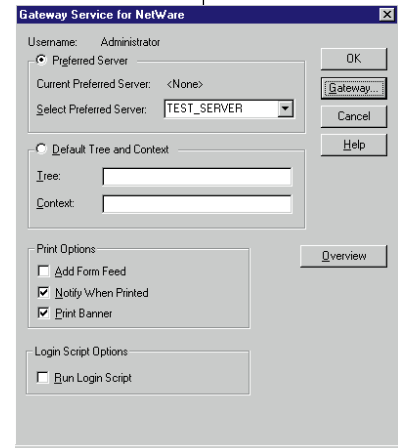 Gateway Service for NetWare
Username: Administrator
Preferred Server
Current Preferred Server: <None>
Select Preferred Server: TEST_SERVER
Default Tree and Context
Tree:
Context:
Print Options
Add Form Feed
Notify When Printed
Print Banner
Login Script Options
Run Login Script
OK
Gateway...
Cancel
Help
Overview